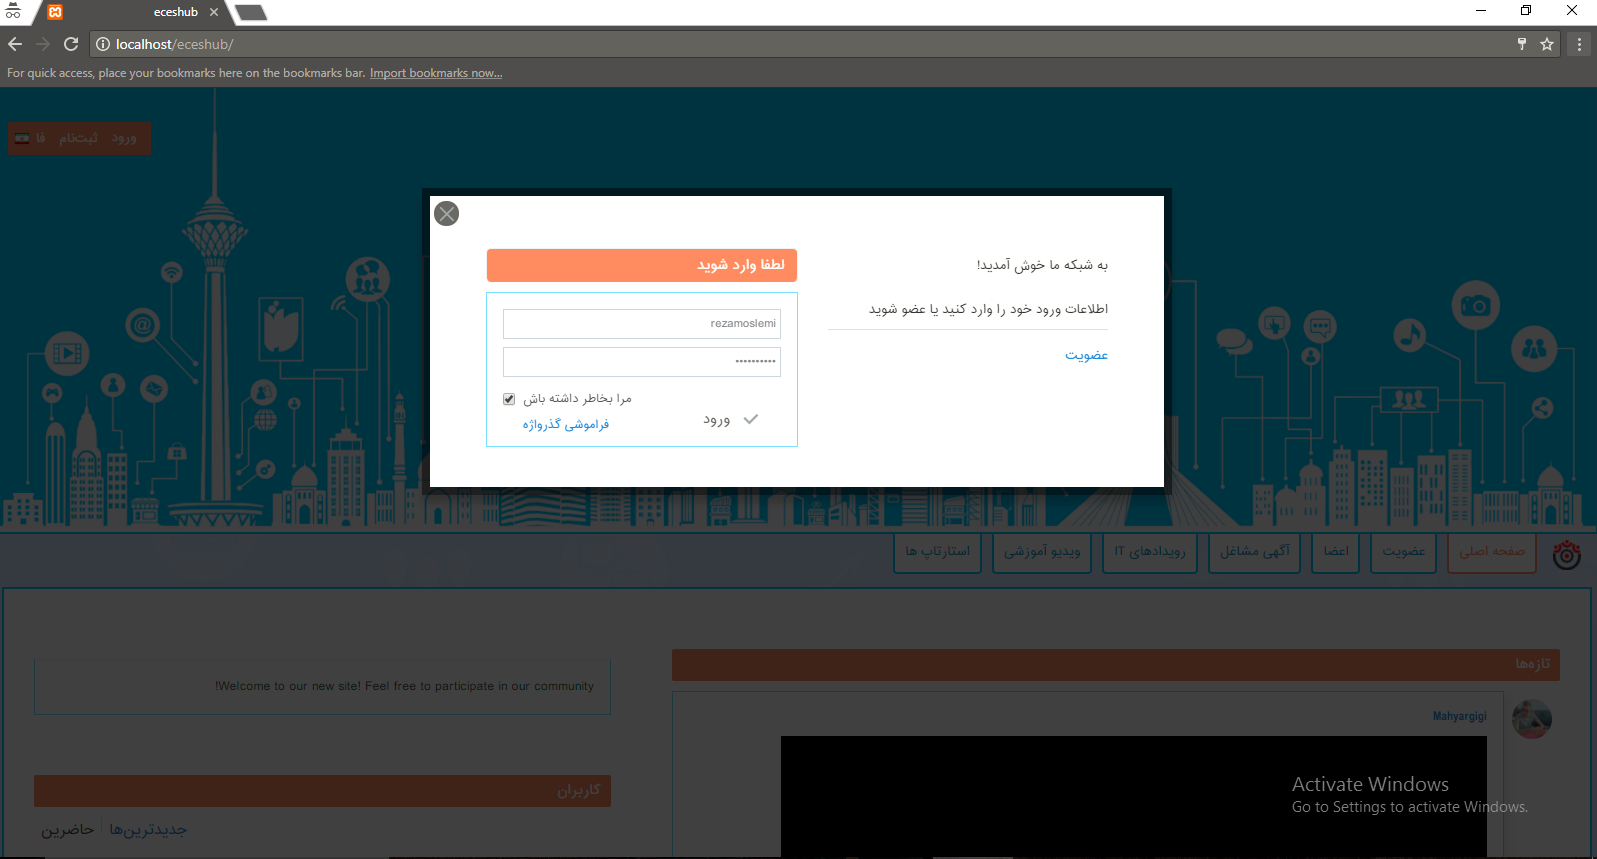 eceshub
localhost/eceshub/
For quick access, place your bookmarks here on the bookmarks bar. Import bookmarks now...
ورود ثبت‌نام فا
به شبکه ما خوش آمدید!
اطلاعات ورود خود را وارد کنید یا عضو شوید
عضویت
لطفا وارد شوید
rezamoslemi
••••••••••
مرا بخاطر داشته باش
ورود
فراموشی گذرواژه
صفحه اصلی عضویت اعضا آگهی مشاغل رویدادهای IT ویدیو آموزشی استارتاپ ها
تازه‌ها
Mahyargigi
!Welcome to our new site! Feel free to participate in our community
کاربران
جدیدترین‌ها حاضرین
Activate Windows
Go to Settings to activate Windows.